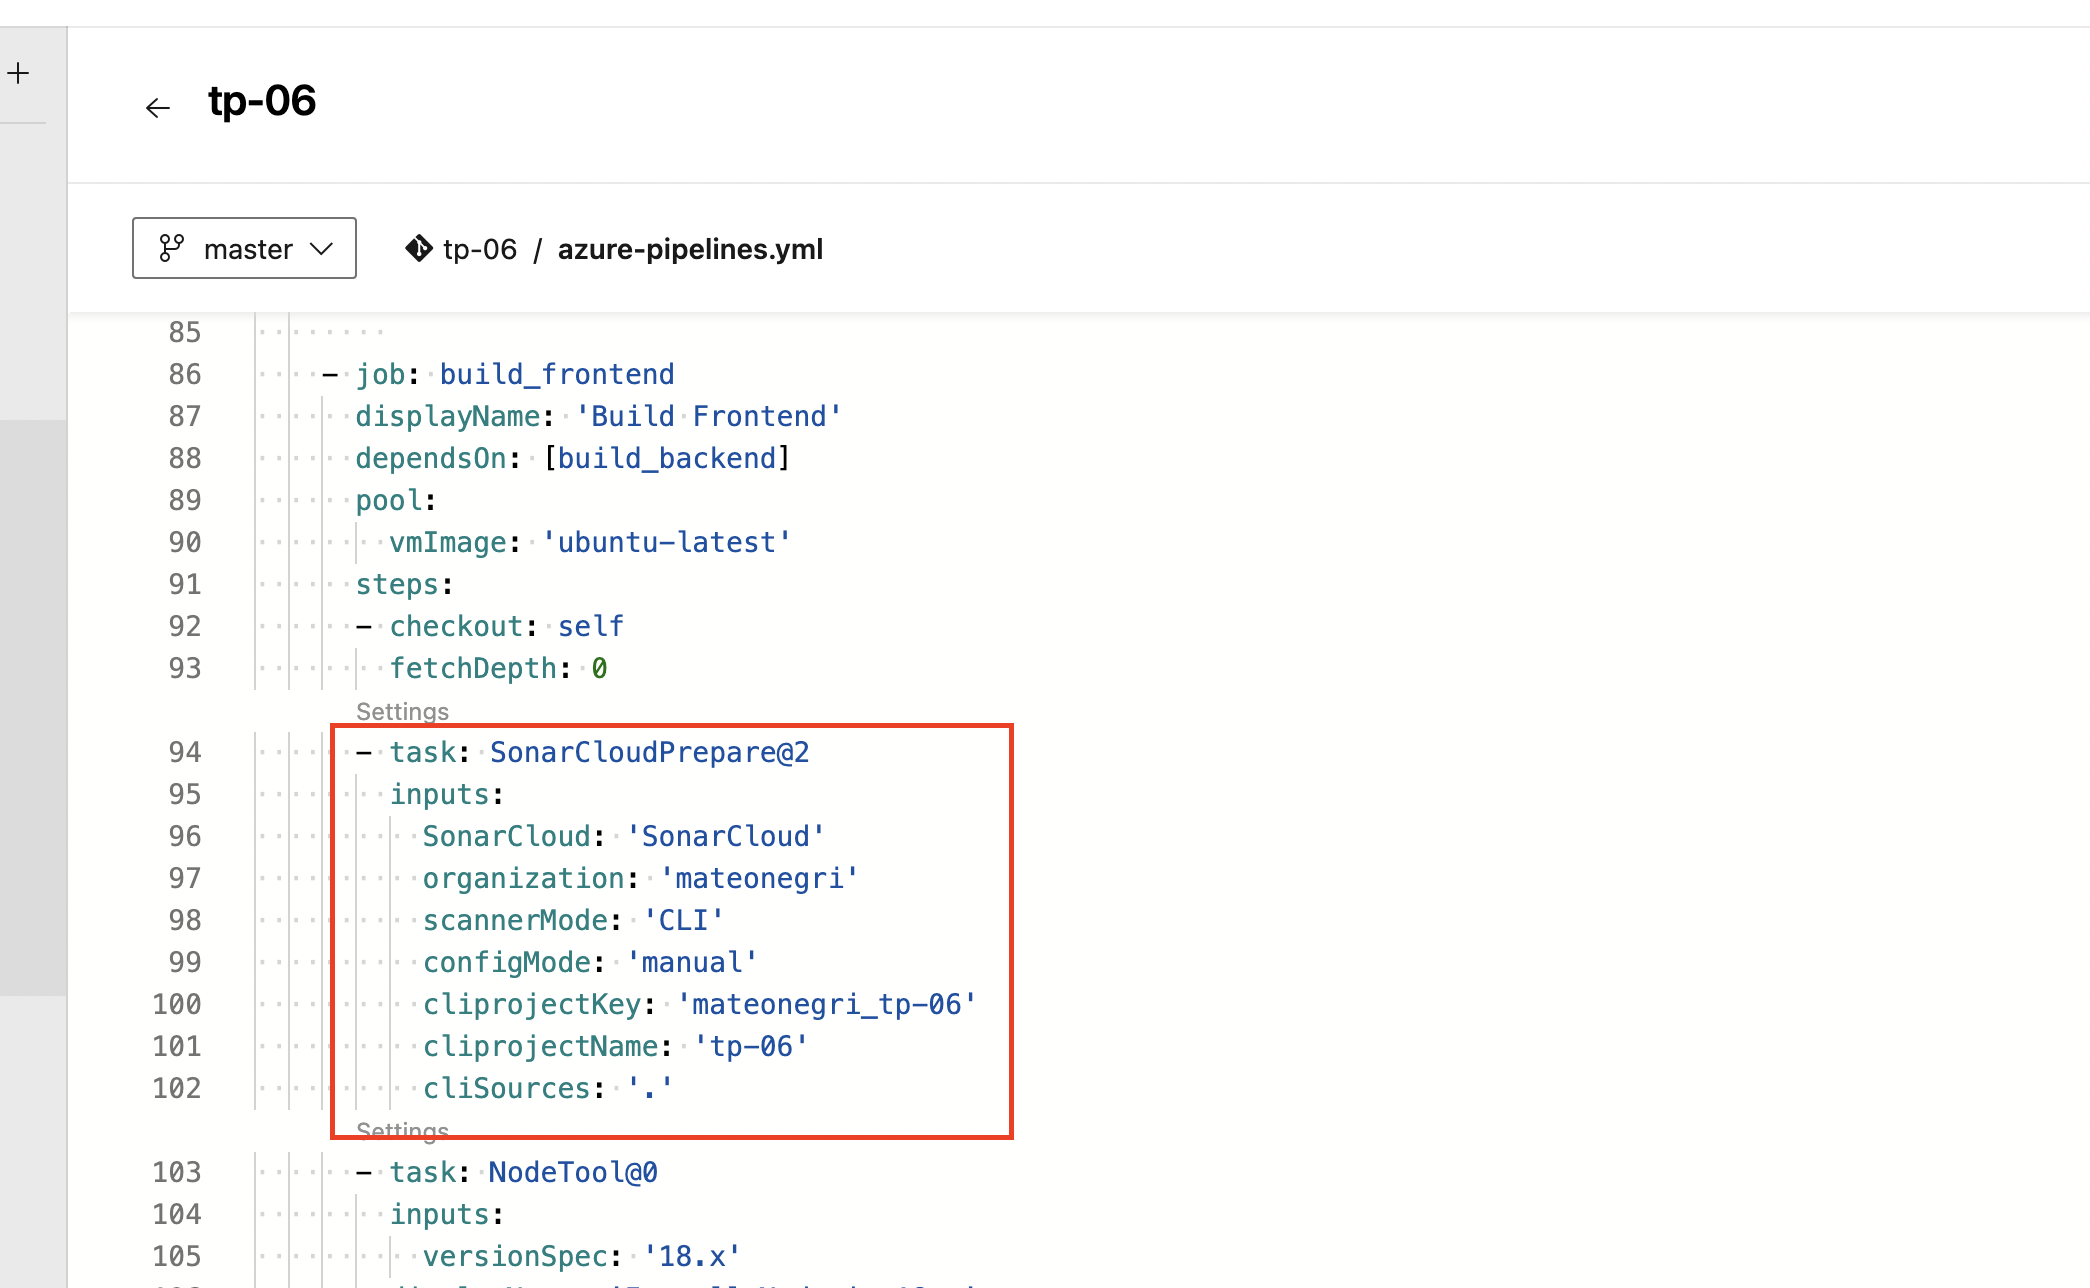 tp-06
master
tp-06 / azure-pipelines.yml
85
86 - job: build_frontend
87 displayName: 'Build Frontend'
88 dependsOn: [build_backend]
89 pool:
90 vmImage: 'ubuntu-latest'
91 steps:
92 - checkout: self
93 fetchDepth: 0
Settings
94 - task: SonarCloudPrepare@2
95 inputs:
96 SonarCloud: 'SonarCloud'
97 organization: 'mateonegri'
98 scannerMode: 'CLI'
99 configMode: 'manual'
100 cliprojectKey: 'mateonegri_tp-06'
101 cliprojectName: 'tp-06'
102 cliSources: '.'
Settings
103 - task: NodeTool@0
104 inputs:
105 versionSpec: '18.x'